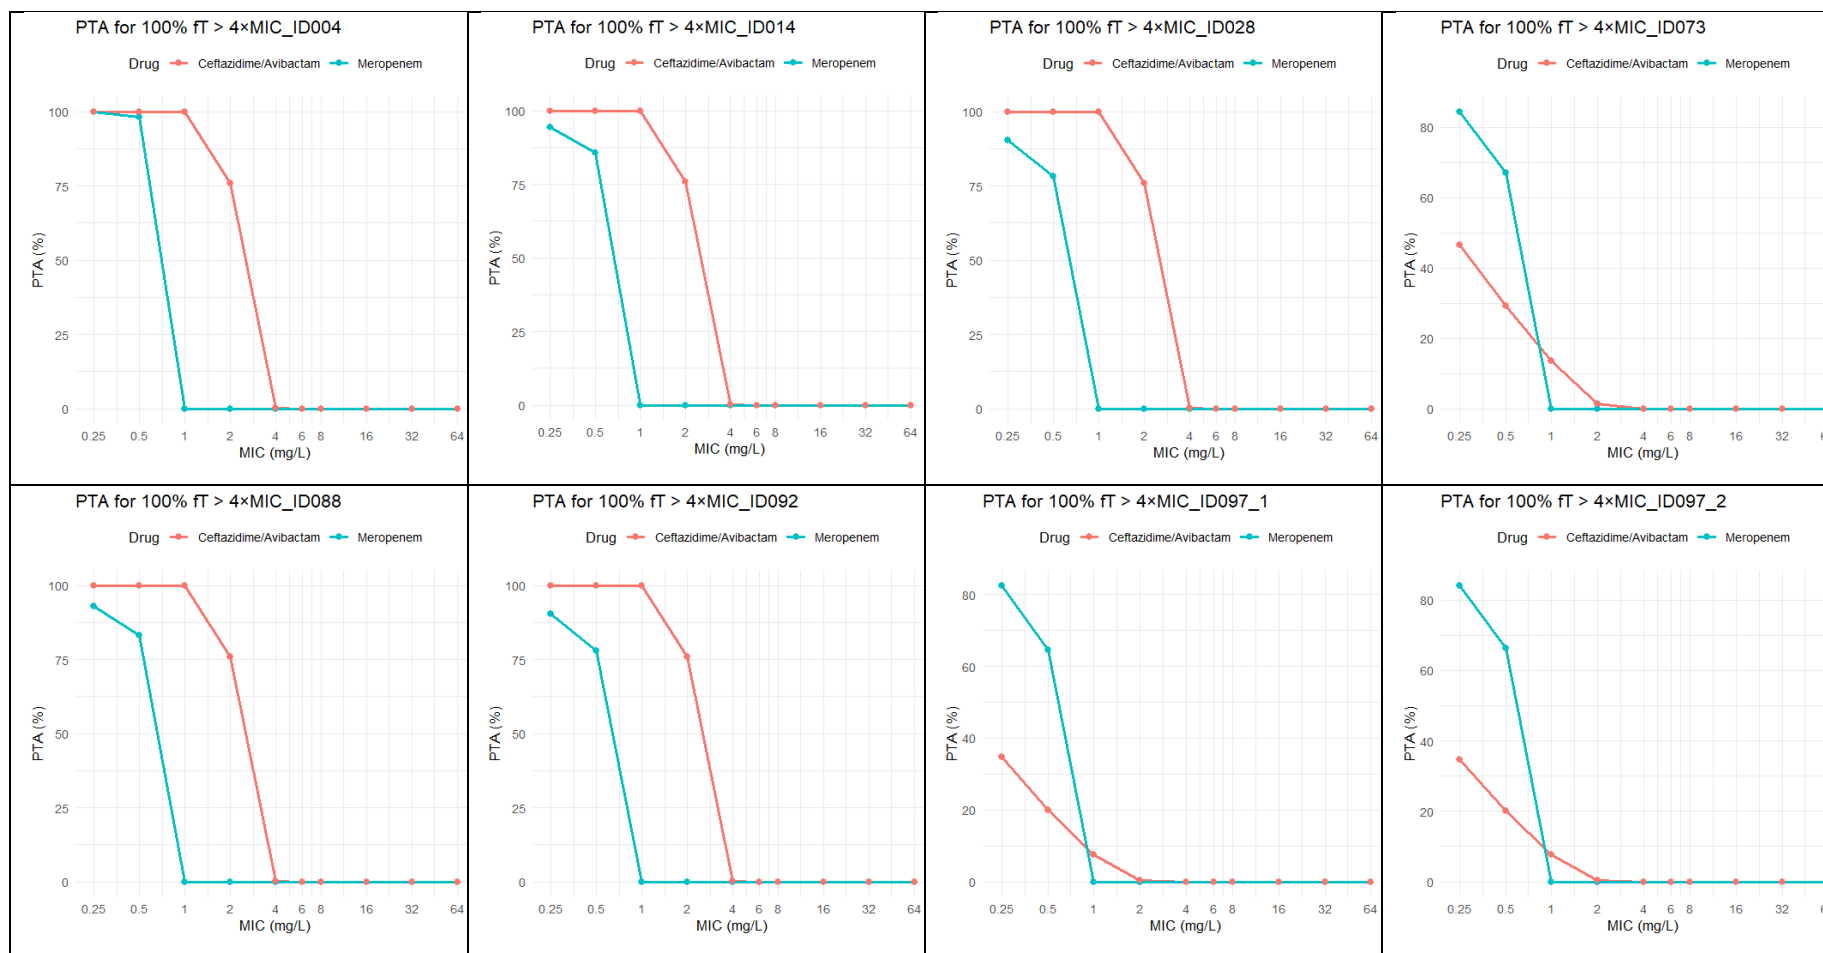 PTA for 100% fT > 4×MIC_ID004
Drug Ceftazidime/Avibactam Meropenem
100
75
50
25
0
PTA (%)
0.25 0.5 1 2 4 6 8 16 32 64
MIC (mg/L)
PTA for 100% fT > 4×MIC_ID014
Drug Ceftazidime/Avibactam Meropenem
100
75
50
25
0
PTA (%)
0.25 0.5 1 2 4 6 8 16 32 64
MIC (mg/L)
PTA for 100% fT > 4×MIC_ID028
Drug Ceftazidime/Avibactam Meropenem
100
75
50
25
0
PTA (%)
0.25 0.5 1 2 4 6 8 16 32 64
MIC (mg/L)
PTA for 100% fT > 4×MIC_ID073
Drug Ceftazidime/Avibactam Meropenem
80
60
40
20
0
PTA (%)
0.25 0.5 1 2 4 6 8 16 32
MIC (mg/L)
PTA for 100% fT > 4×MIC_ID088
Drug Ceftazidime/Avibactam Meropenem
100
75
50
25
0
PTA (%)
0.25 0.5 1 2 4 6 8 16 32 64
MIC (mg/L)
PTA for 100% fT > 4×MIC_ID092
Drug Ceftazidime/Avibactam Meropenem
100
75
50
25
0
PTA (%)
0.25 0.5 1 2 4 6 8 16 32 64
MIC (mg/L)
PTA for 100% fT > 4×MIC_ID097_1
Drug Ceftazidime/Avibactam Meropenem
80
60
40
20
0
PTA (%)
0.25 0.5 1 2 4 6 8 16 32 64
MIC (mg/L)
PTA for 100% fT > 4×MIC_ID097_2
Drug Ceftazidime/Avibactam Meropenem
80
60
40
20
0
PTA (%)
0.25 0.5 1 2 4 6 8 16 32
MIC (mg/L)